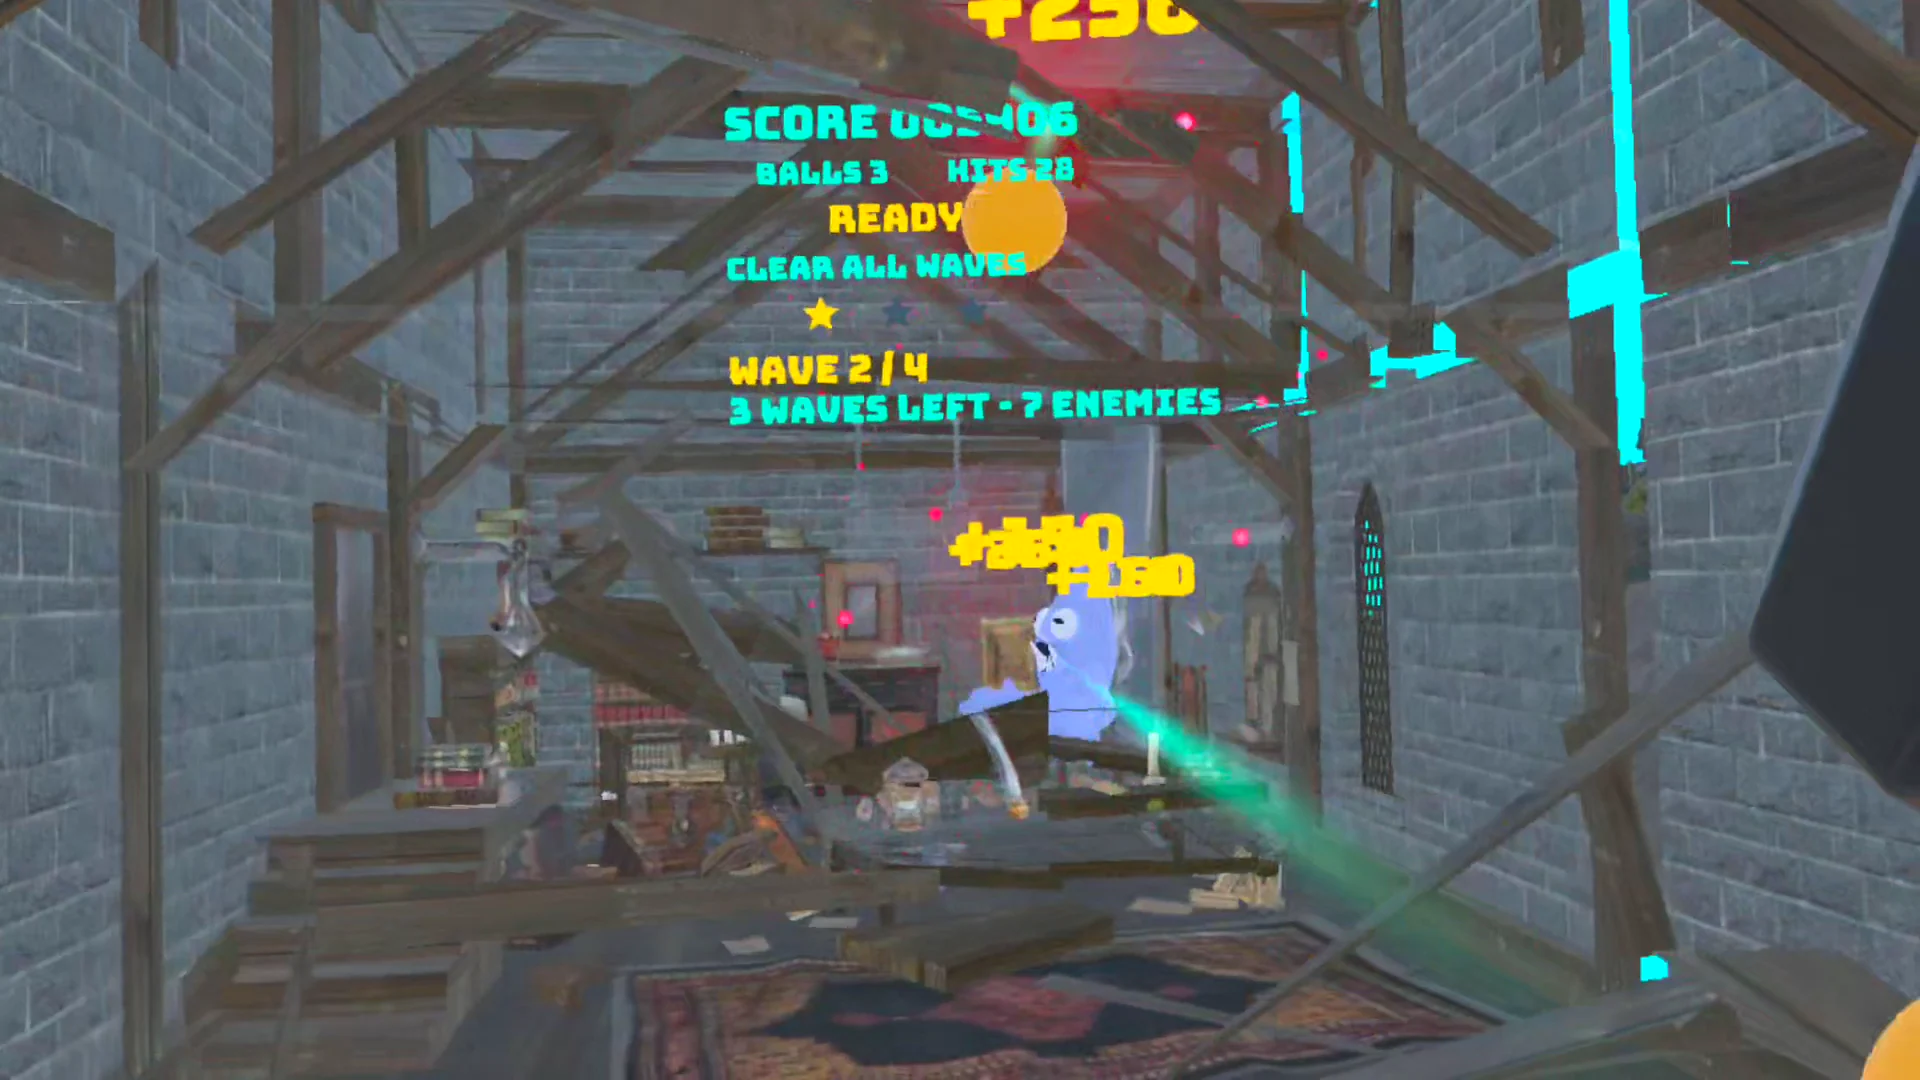 SCORE
BALLS 3 HITS 28
READY
CLEAR ALL WAVES
WAVE 2 / 4
3 WAVES LEFT - 7 ENEMIES